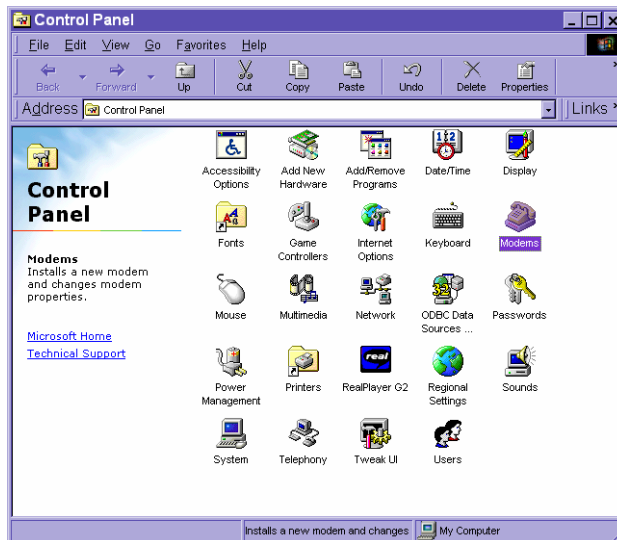 Control Panel
File Edit View Go Favorites Help
Back Forward Up Cut Copy Paste Undo Delete Properties
Address Control Panel Links
Control
Panel
Modems
Installs a new modem
and changes modem
properties.
Microsoft Home
Technical Support
Accessibility Options
Add New Hardware
Add/Remove Programs
Date/Time
Display
Fonts
Game Controllers
Internet Options
Keyboard
Modems
Mouse
Multimedia
Network
ODBC Data Sources ...
Passwords
Power Management
Printers
real
RealPlayer G2
Regional Settings
Sounds
System
Telephony
Tweak UI
Users
Installs a new modem and changes My Computer